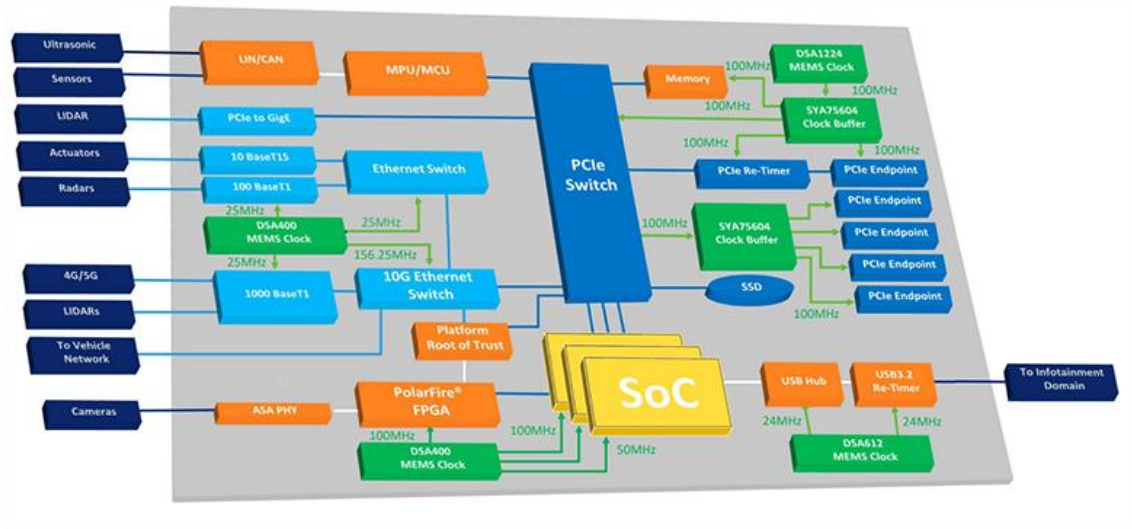 Ultrasonic
Sensors
LIDAR
Actuators
Radars
4G/5G
LIDARs
To Vehicle
Network
Cameras
LIN/CAN
MPU/MCU
PCIe to GigE
10 BaseT1S
100 BaseT1
Ethernet Switch
25MHz
DSA400
MEMS Clock
25MHz
25MHz
156.25MHz
1000 BaseT1
10G Ethernet
Switch
Platform
Root of Trust
ASA PHY
PolarFire®
FPGA
100MHz
DSA400
MEMS Clock
100MHz
50MHz
PCIe
Switch
Memory
100MHz
DSA1224
MEMS Clock
100MHz
100MHz
SYA75604
Clock Buffer
100MHz
100MHz
PCIe Re-Timer
PCIe Endpoint
100MHz
SYA75604
Clock Buffer
PCIe Endpoint
PCIe Endpoint
PCIe Endpoint
PCIe Endpoint
100MHz
SSD
SoC
USB Hub
USB3.2
Re-Timer
24MHz
24MHz
DSA612
MEMS Clock
To Infotainment
Domain